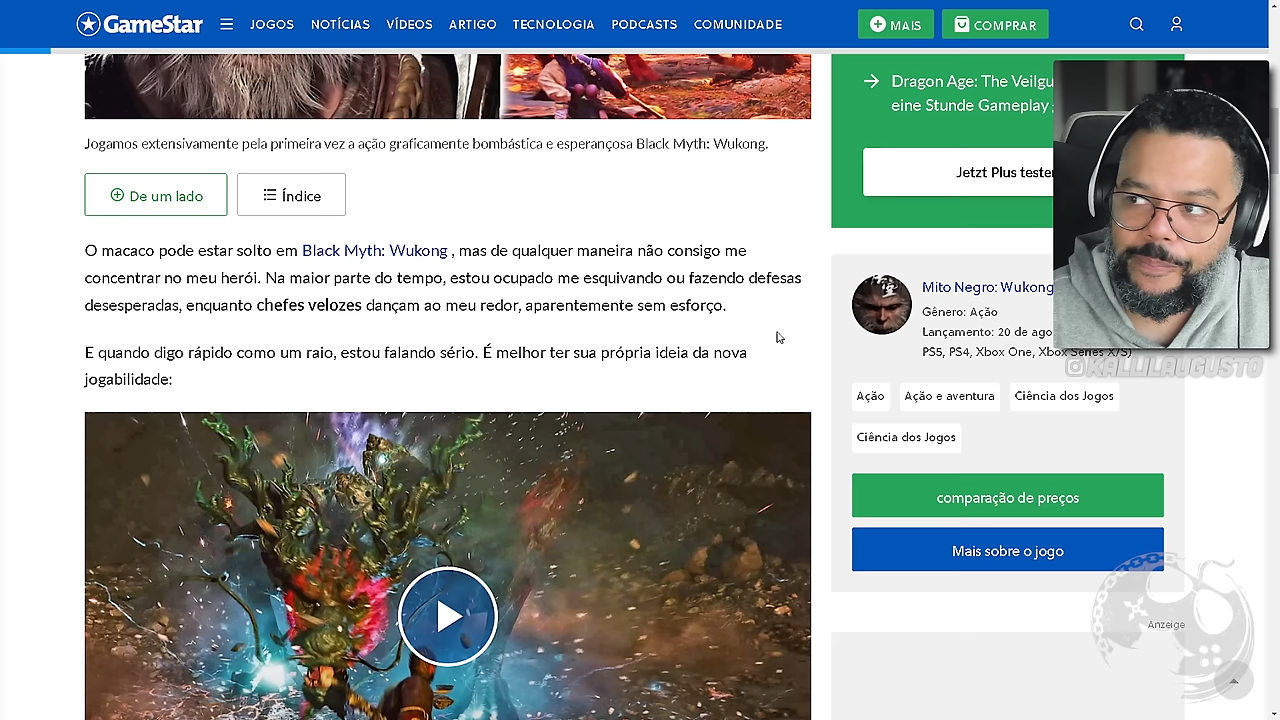 GameStar
JOGOS NOTÍCIAS VÍDEOS ARTIGO TECNOLOGIA PODCASTS COMUNIDADE
MAIS
COMPRAR
Jogamos extensivamente pela primeira vez a ação graficamente bombástica e esperançosa Black Myth: Wukong.
De um lado
Índice
O macaco pode estar solto em Black Myth: Wukong , mas de qualquer maneira não consigo me
concentrar no meu herói. Na maior parte do tempo, estou ocupado me esquivando ou fazendo defesas
desesperadas, enquanto chefes velozes dançam ao meu redor, aparentemente sem esforço.
E quando digo rápido como um raio, estou falando sério. É melhor ter sua própria ideia da nova
jogabilidade:
Dragon Age: The Veilgu
eine Stunde Gameplay
Jetzt Plus tester
Mito Negro: Wukong
Gênero: Ação
Lançamento: 20 de ago
PS5, PS4, Xbox One, Xbox Series X/S)
@KALLILAUGUSTO
Ação
Ação e aventura
Ciência dos Jogos
Ciência dos Jogos
comparação de preços
Mais sobre o jogo
Anzeige